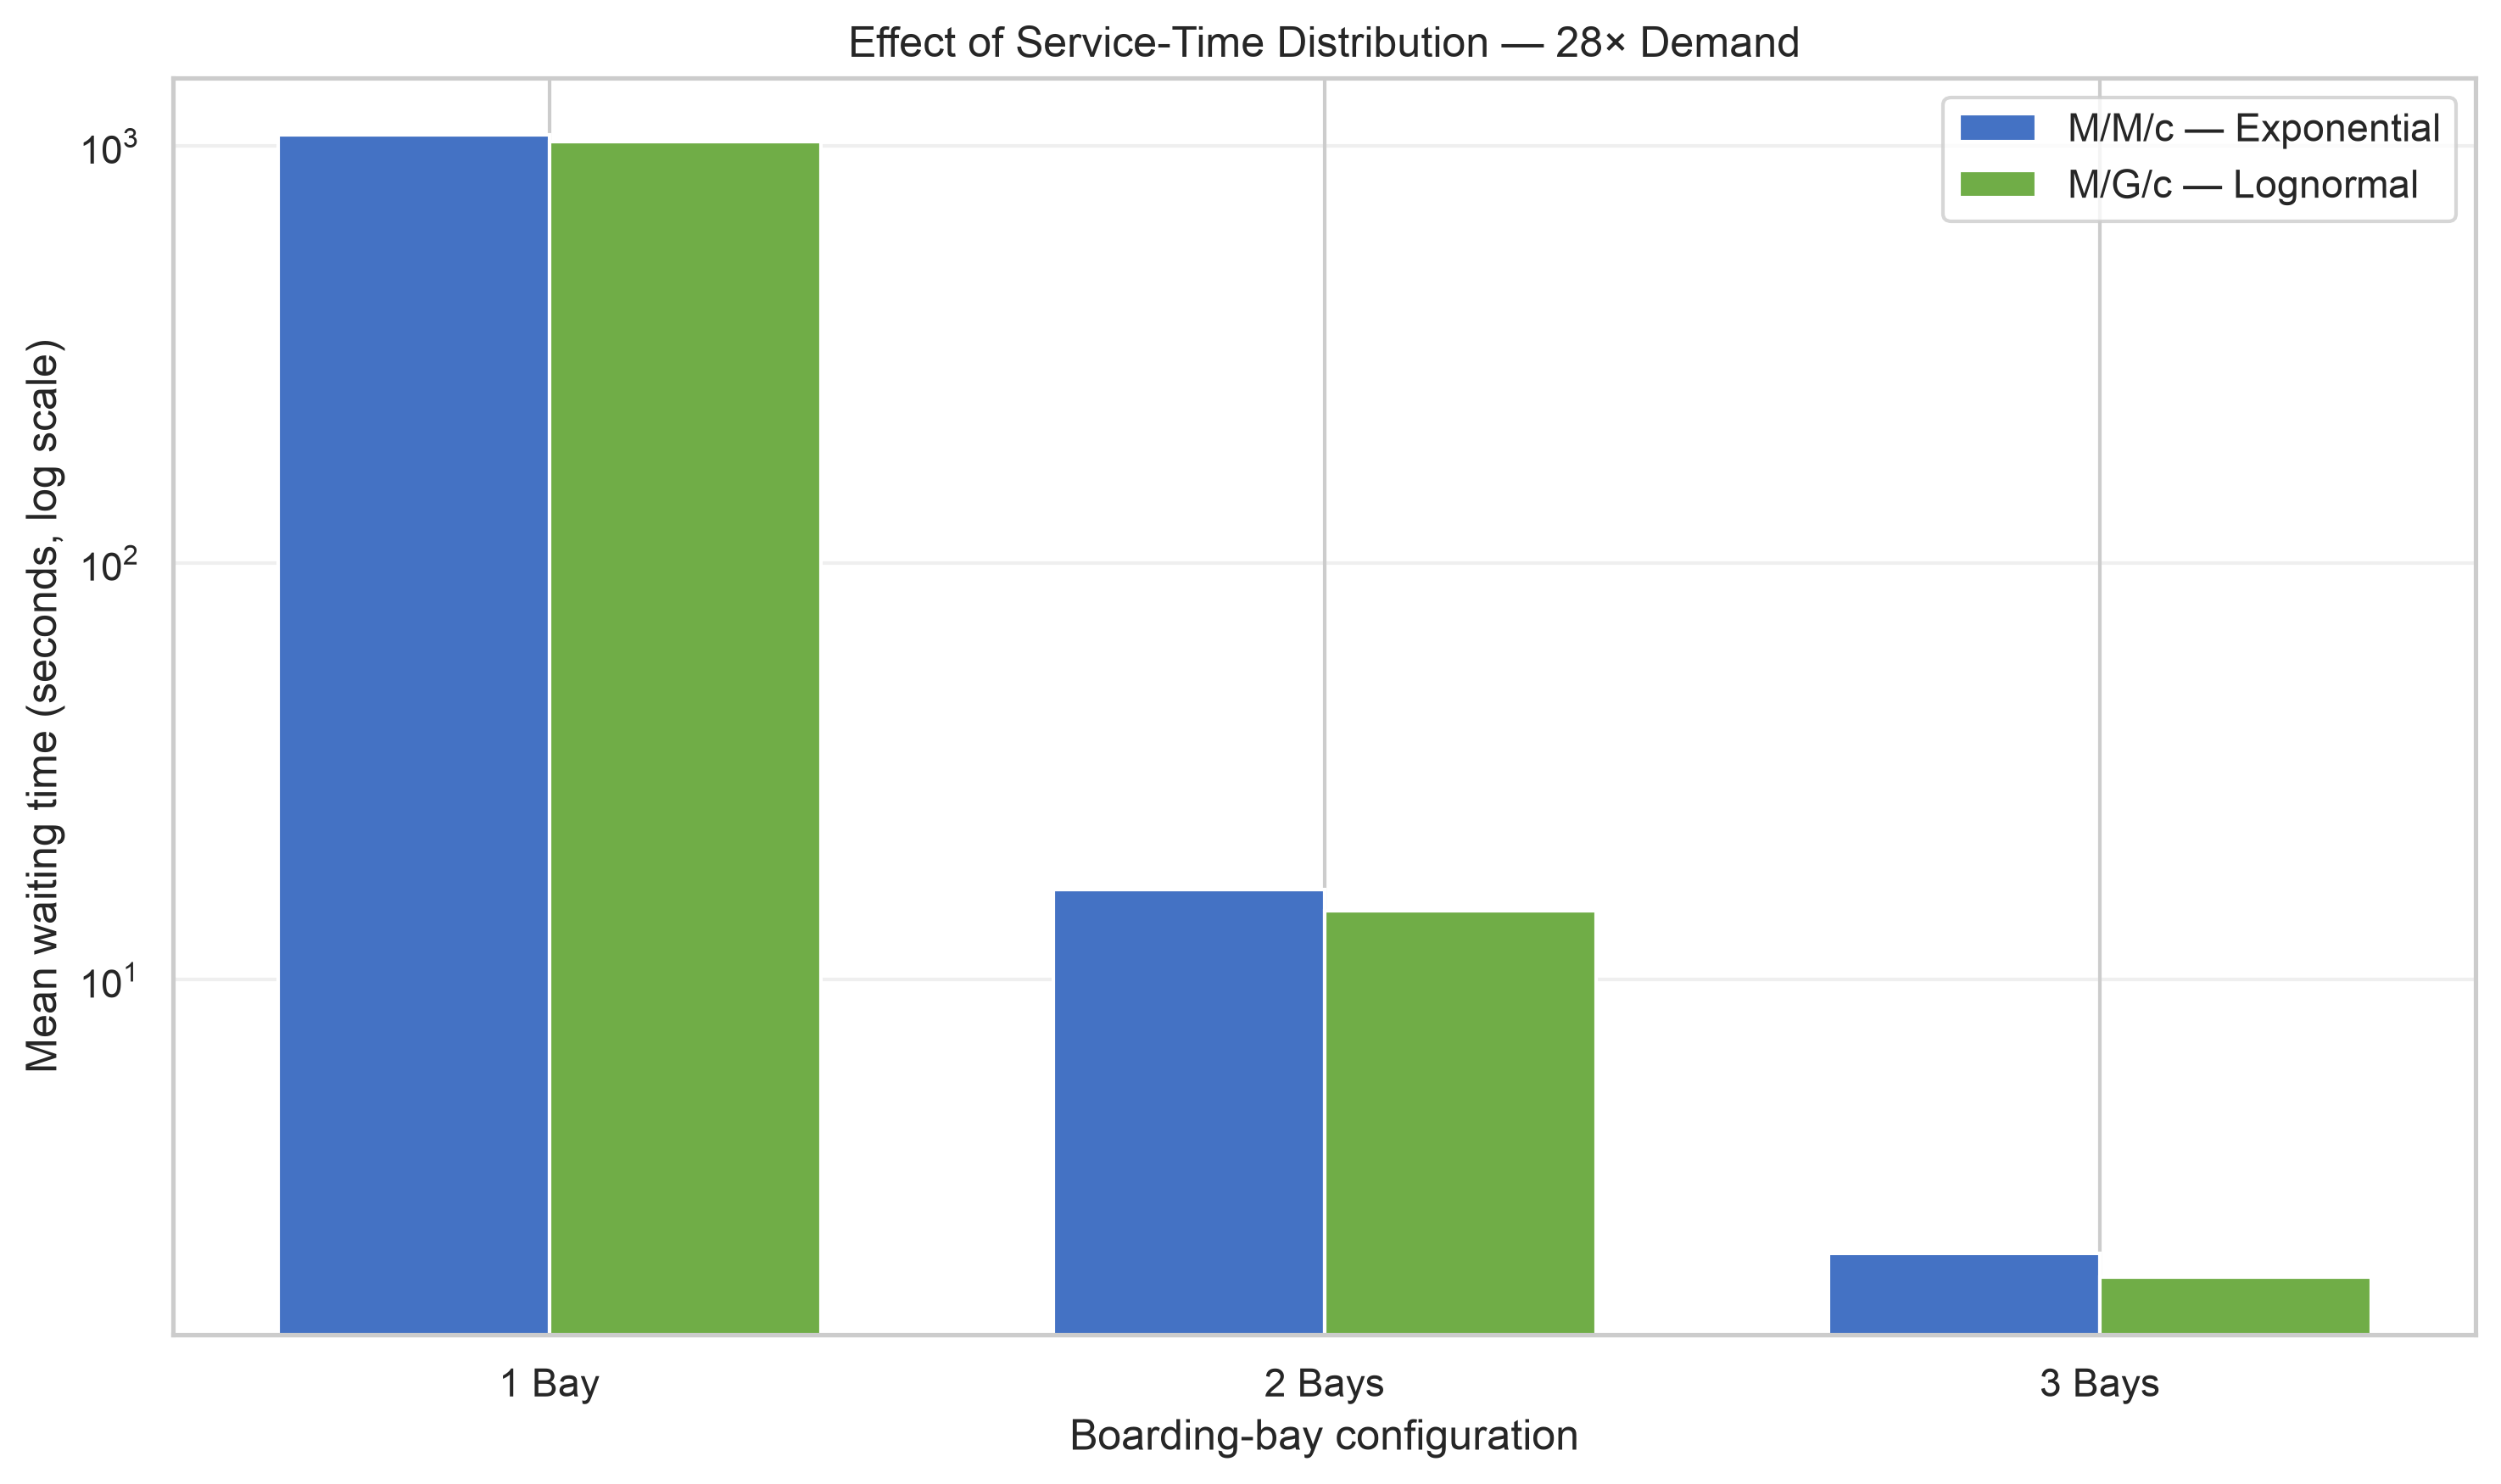 Effect of Service-Time Distribution — 28× Demand
M/M/c — Exponential
M/G/c — Lognormal
Mean waiting time (seconds, log scale)
10³
10²
10¹
1 Bay
2 Bays
3 Bays
Boarding-bay configuration